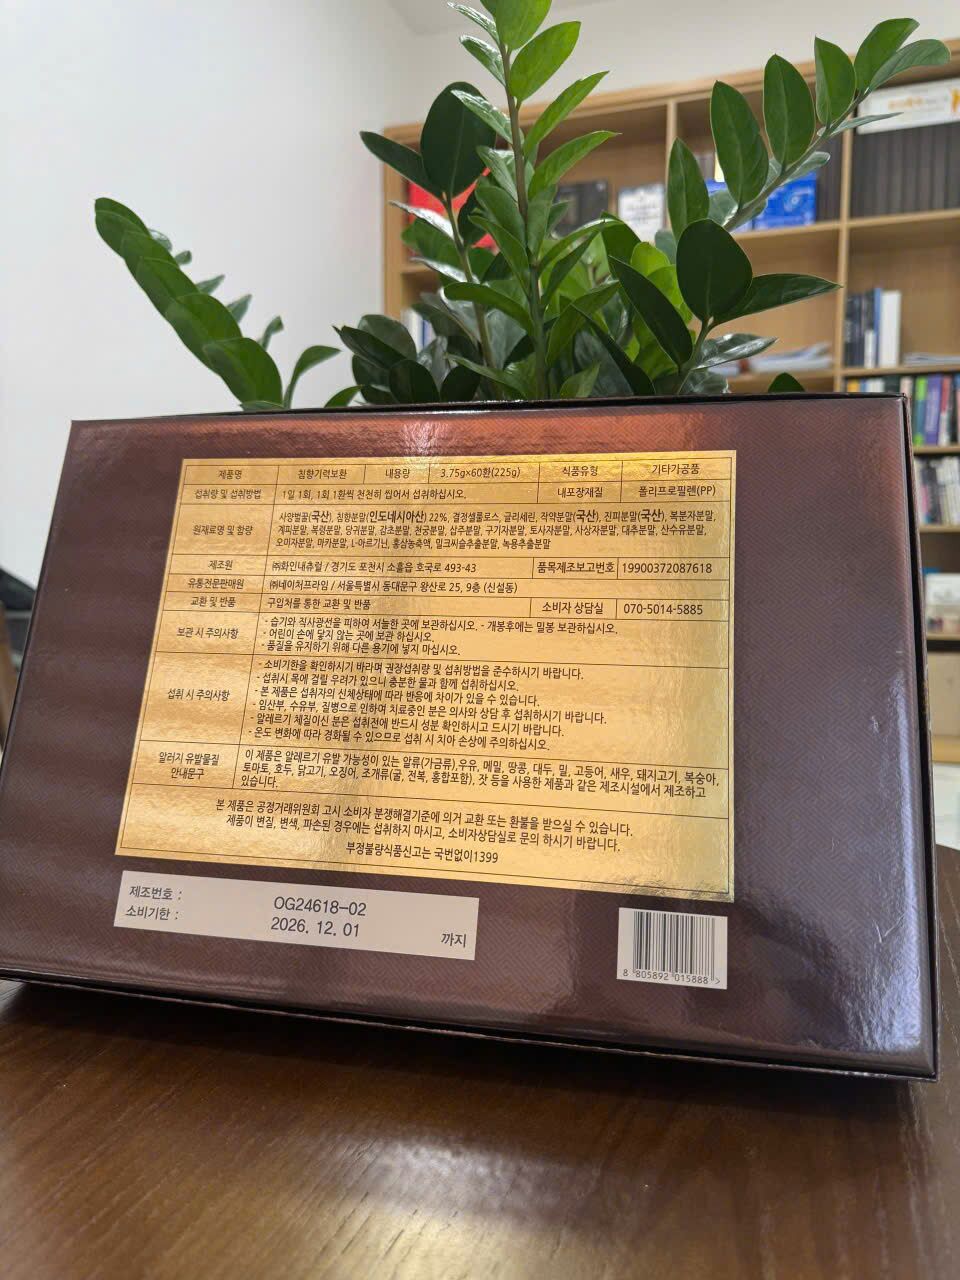 제품명 침향기력보환 내용량 3.75g×60환(225g) 식품유형 기타가공품
섭취량 및 섭취방법 1일 1회, 1회 1환씩 천천히 씹어서 섭취하십시오. 내포장재질 폴리프로필렌(PP)
원재료명 및 함량 사양벌꿀(국산), 침향분말(인도네시아산) 22%, 결정셀룰로스, 글리세린, 작약분말(국산), 진피분말(국산), 복분자분말,
계피분말, 복령분말, 당귀분말, 감초분말, 천궁분말, 삽주분말, 구기자분말, 토사자분말, 사상자분말, 대추분말, 산수유분말,
오미자분말, 마카분말, L-아르기닌, 홍삼농축액, 밀크씨슬추출분말, 녹용추출분말
제조원 ㈜화인내츄럴 / 경기도 포천시 소흘읍 호국로 493-43 품목제조보고번호 19900372087618
유통전문판매원 ㈜네이처프라임 / 서울특별시 동대문구 왕산로 25, 9층 (신설동)
교환 및 반품 구입처를 통한 교환 및 반품 소비자 상담실 070-5014-5885
보관 시 주의사항 - 습기와 직사광선을 피하여 서늘한 곳에 보관하십시오. - 개봉후에는 밀봉 보관하십시오.
- 어린이 손에 닿지 않는 곳에 보관 하십시오.
- 품질을 유지하기 위해 다른 용기에 넣지 마십시오.
섭취 시 주의사항 - 소비기한을 확인하시기 바라며 권장섭취량 및 섭취방법을 준수하시기 바랍니다.
- 섭취시 목에 걸릴 우려가 있으니 충분한 물과 함께 섭취하십시오.
- 본 제품은 섭취자의 신체상태에 따라 반응에 차이가 있을 수 있습니다.
- 임산부, 수유부, 질병으로 인하여 치료중인 분은 의사와 상담 후 섭취하시기 바랍니다.
- 알레르기 체질이신 분은 섭취전에 반드시 성분 확인하시고 드시기 바랍니다.
- 온도 변화에 따라 경화될 수 있으므로 섭취 시 치아 손상에 주의하십시오.
알러지 유발물질 안내문구 이 제품은 알레르기 유발 가능성이 있는 알류(가금류),우유, 메밀, 땅콩, 대두, 밀, 고등어, 새우, 돼지고기, 복숭아,
토마토, 호두, 닭고기, 오징어, 조개류(굴, 전복, 홍합포함), 잣 등을 사용한 제품과 같은 제조시설에서 제조하고
있습니다.
본 제품은 공정거래위원회 고시 소비자 분쟁해결기준에 의거 교환 또는 환불을 받으실 수 있습니다.
제품이 변질, 변색, 파손된 경우에는 섭취하지 마시고, 소비자상담실로 문의 하시기 바랍니다.
부정불량식품신고는 국번없이1399
제조번호 : OG24618-02
소비기한 : 2026. 12. 01 까지
8 805892 015888 >